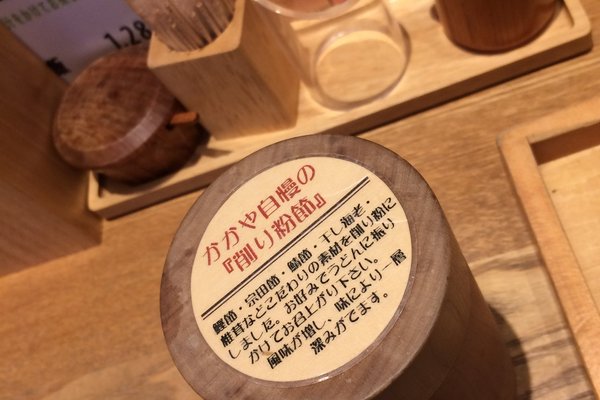 1,28
かかや自慢の
『削り粉節』
鰹節・宗田節・鯖節・干し海老・
椎茸などこだわりの素材を削り粉に
しました。お好みでうどんに振り
かけてお召上がり下さい。
風味が増し、味により一層
深みがでます。